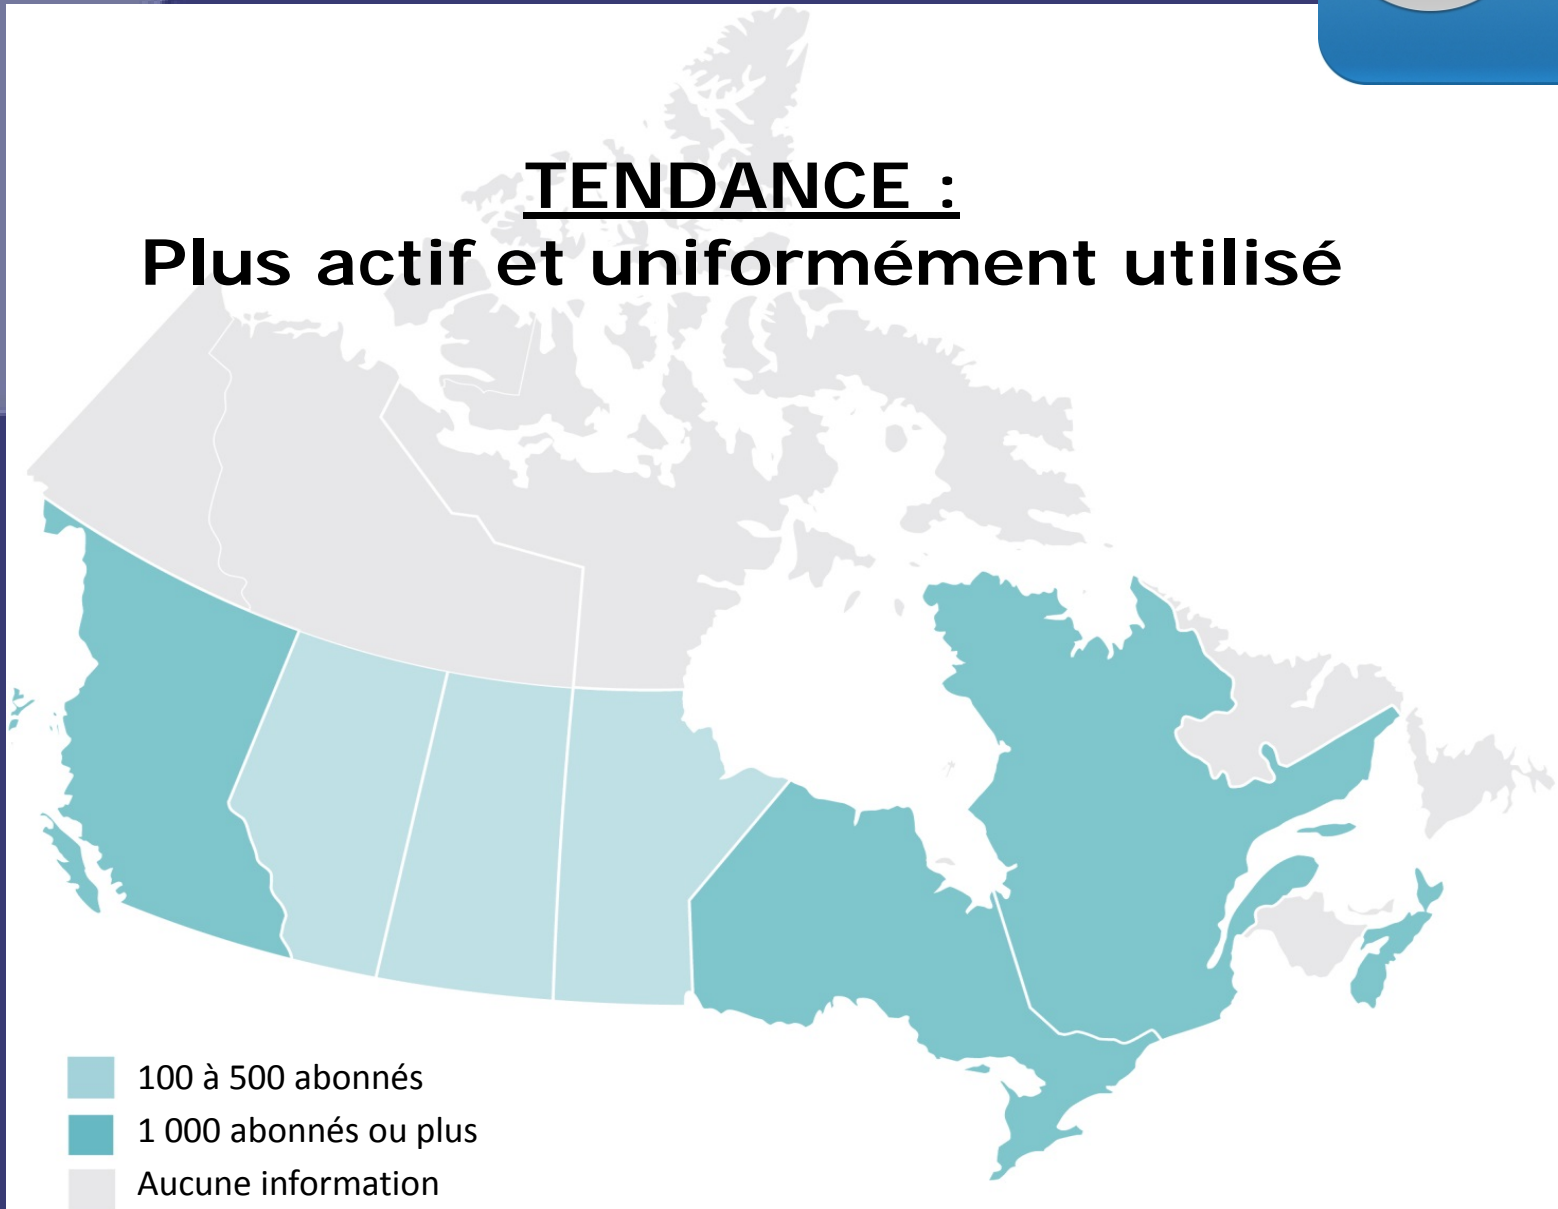 TENDANCE :
Plus actif et uniformément utilisé
100 à 500 abonnés
1 000 abonnés ou plus
Aucune information